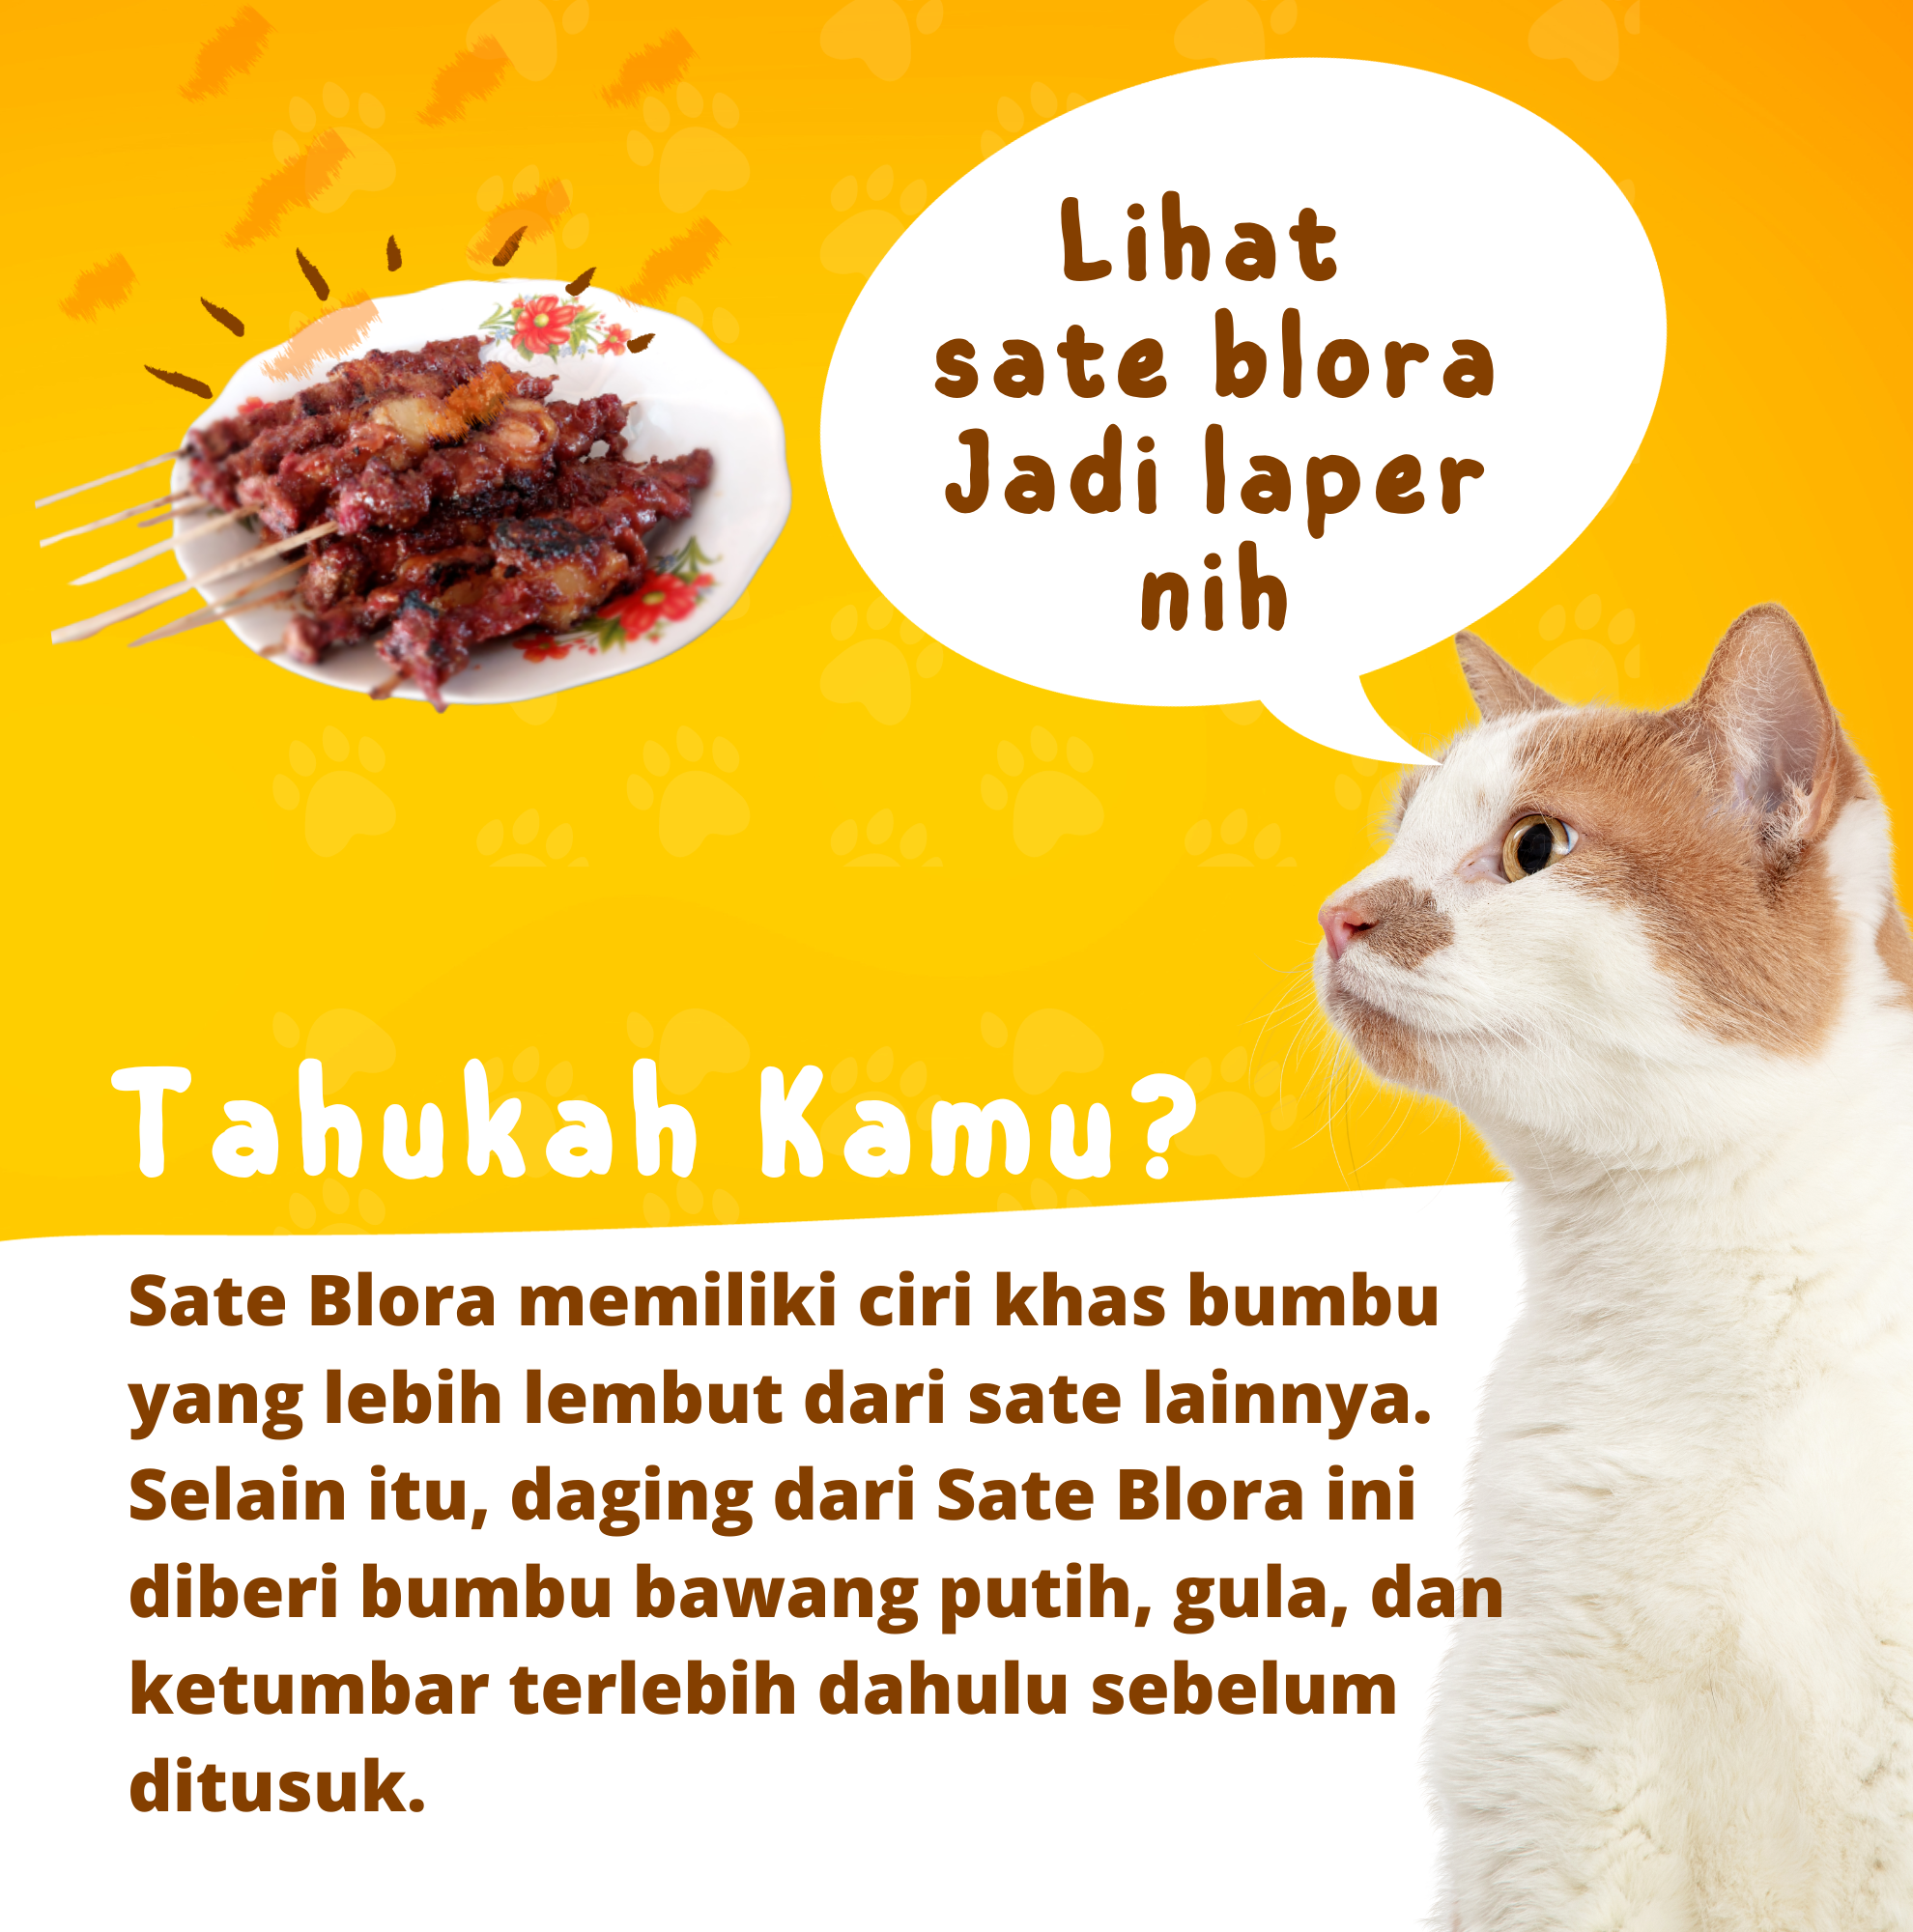 Lihat
sate blora
Jadi laper
nih
Tahukah Kamu?
Sate Blora memiliki ciri khas bumbu
yang lebih lembut dari sate lainnya.
Selain itu, daging dari Sate Blora ini
diberi bumbu bawang putih, gula, dan
ketumbar terlebih dahulu sebelum
ditusuk.